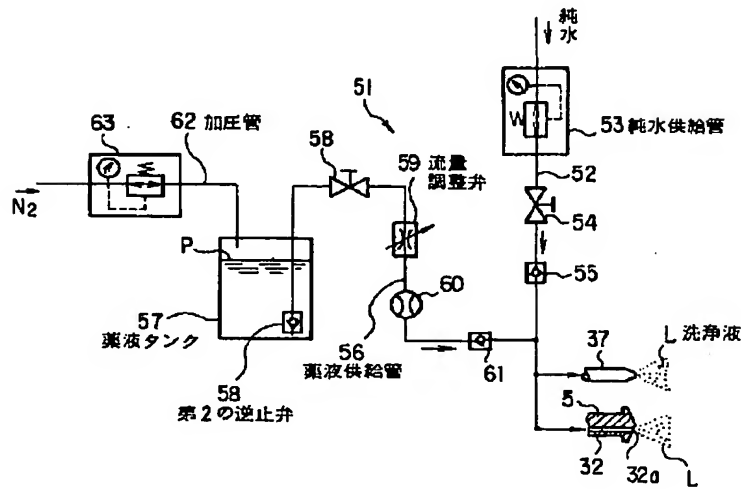 純水
51
63
62 加圧管
58
W
53 純水供給管
59 流量
調整弁
W
52
54
N2
P
60
55
57
薬液タンク
56
薬液供給管
58
第2の逆止弁
61
37
L 洗浄液
5
32
32a
L